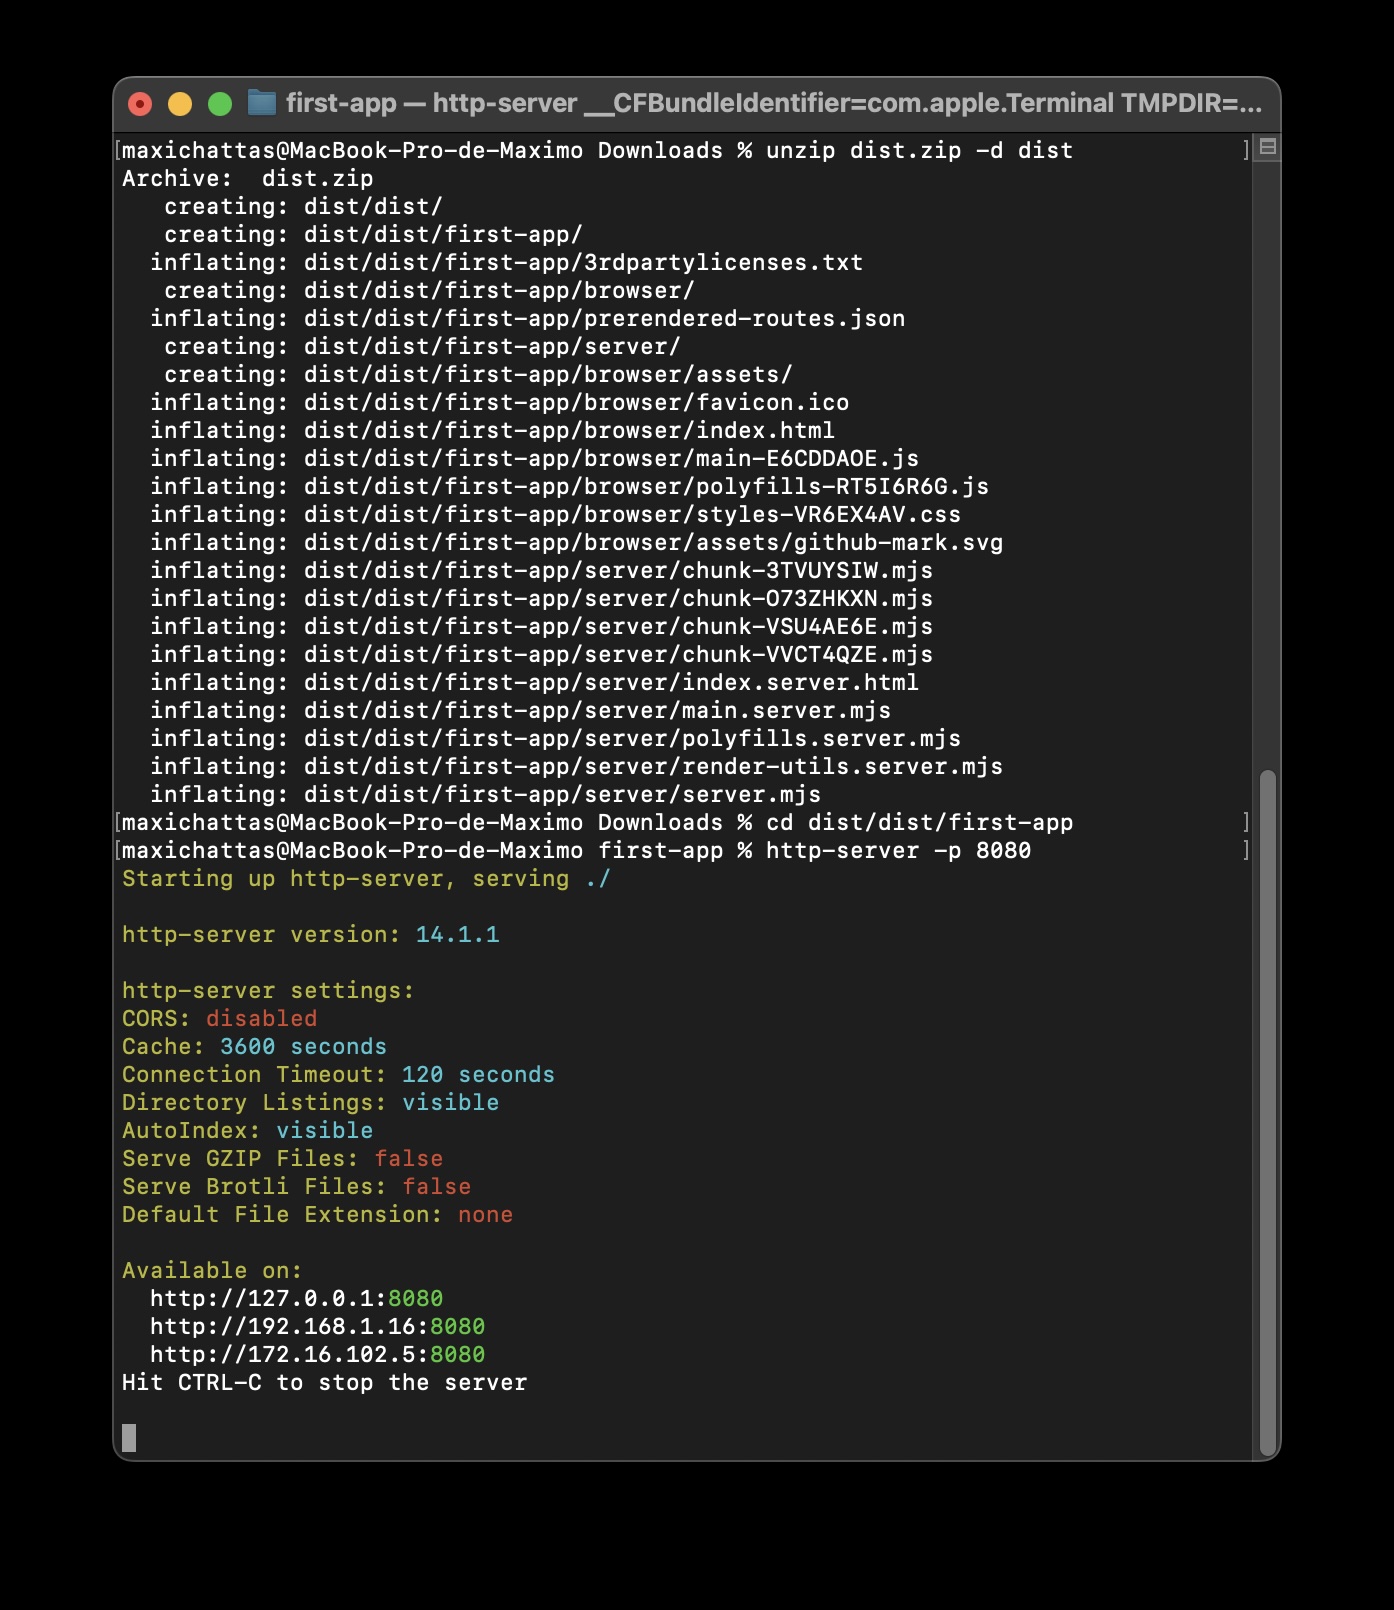 first-app — http-server __CFBundleIdentifier=com.apple.Terminal TMPDIR=...
[maxichattas@MacBook-Pro-de-Maximo Downloads % unzip dist.zip -d dist ]
Archive:  dist.zip
   creating: dist/dist/
   creating: dist/dist/first-app/
  inflating: dist/dist/first-app/3rdpartylicenses.txt
   creating: dist/dist/first-app/browser/
  inflating: dist/dist/first-app/prerendered-routes.json
   creating: dist/dist/first-app/server/
   creating: dist/dist/first-app/browser/assets/
  inflating: dist/dist/first-app/browser/favicon.ico
  inflating: dist/dist/first-app/browser/index.html
  inflating: dist/dist/first-app/browser/main-E6CDDAOE.js
  inflating: dist/dist/first-app/browser/polyfills-RT5I6R6G.js
  inflating: dist/dist/first-app/browser/styles-VR6EX4AV.css
  inflating: dist/dist/first-app/browser/assets/github-mark.svg
  inflating: dist/dist/first-app/server/chunk-3TVUYSIW.mjs
  inflating: dist/dist/first-app/server/chunk-O73ZHKXN.mjs
  inflating: dist/dist/first-app/server/chunk-VSU4AE6E.mjs
  inflating: dist/dist/first-app/server/chunk-VVCT4QZE.mjs
  inflating: dist/dist/first-app/server/index.server.html
  inflating: dist/dist/first-app/server/main.server.mjs
  inflating: dist/dist/first-app/server/polyfills.server.mjs
  inflating: dist/dist/first-app/server/render-utils.server.mjs
  inflating: dist/dist/first-app/server/server.mjs
[maxichattas@MacBook-Pro-de-Maximo Downloads % cd dist/dist/first-app ]
[maxichattas@MacBook-Pro-de-Maximo first-app % http-server -p 8080 ]
Starting up http-server, serving ./
http-server version: 14.1.1
http-server settings:
CORS: disabled
Cache: 3600 seconds
Connection Timeout: 120 seconds
Directory Listings: visible
AutoIndex: visible
Serve GZIP Files: false
Serve Brotli Files: false
Default File Extension: none
Available on:
  http://127.0.0.1:8080
  http://192.168.1.16:8080
  http://172.16.102.5:8080
Hit CTRL-C to stop the server